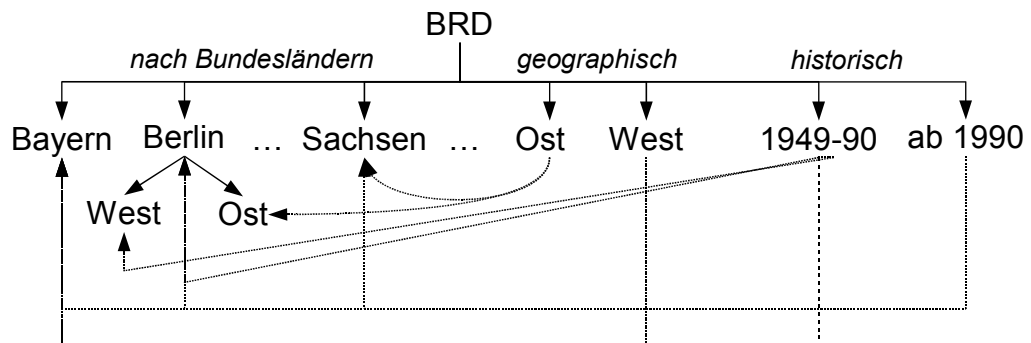 BRD
nach Bundesländern geographisch historisch
Bayern Berlin … Sachsen … Ost West 1949-90 ab 1990
West Ost